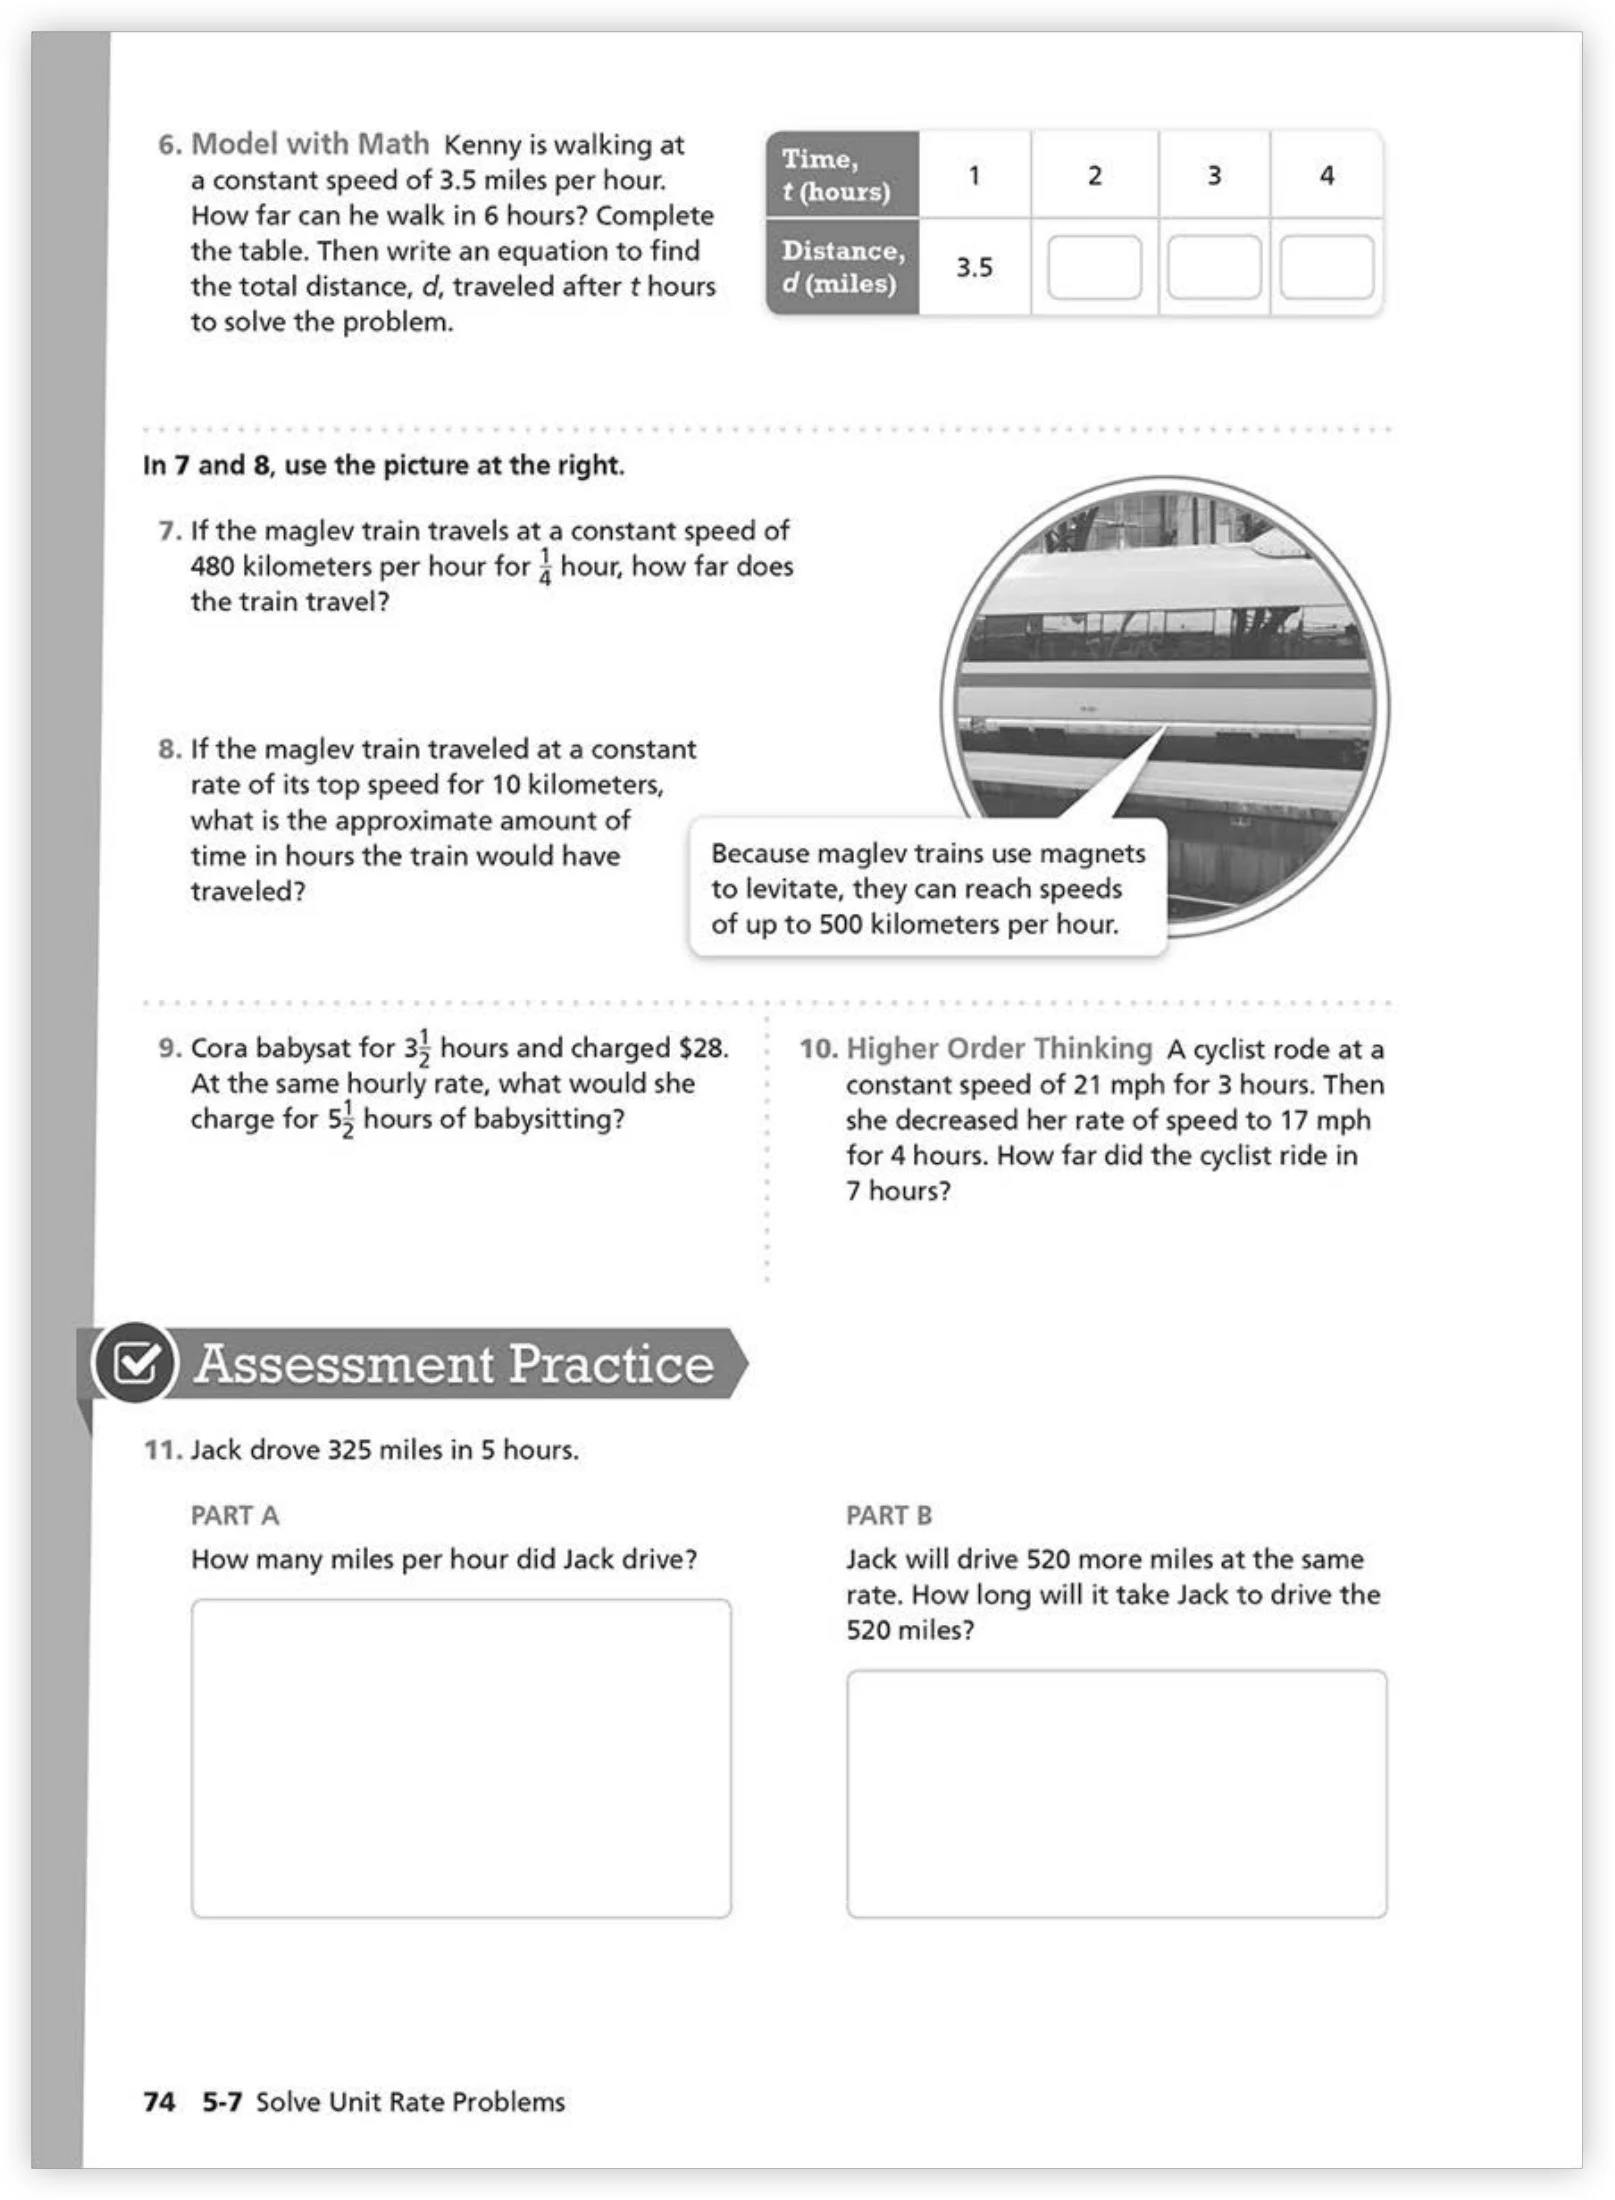 6. Model with Math Kenny is walking at
a constant speed of 3.5 miles per hour.
How far can he walk in 6 hours? Complete
the table. Then write an equation to find
the total distance, d, traveled after t hours
to solve the problem.
Time,
t (hours)
1 2 3 4
Distance,
d (miles)
3.5
In 7 and 8, use the picture at the right.
7. If the maglev train travels at a constant speed of
480 kilometers per hour for 1/4 hour, how far does
the train travel?
8. If the maglev train traveled at a constant
rate of its top speed for 10 kilometers,
what is the approximate amount of
time in hours the train would have
traveled?
Because maglev trains use magnets
to levitate, they can reach speeds
of up to 500 kilometers per hour.
9. Cora babysat for 3 1/2 hours and charged $28.
At the same hourly rate, what would she
charge for 5 1/2 hours of babysitting?
10. Higher Order Thinking A cyclist rode at a
constant speed of 21 mph for 3 hours. Then
she decreased her rate of speed to 17 mph
for 4 hours. How far did the cyclist ride in
7 hours?
Assessment Practice
11. Jack drove 325 miles in 5 hours.
PART A
How many miles per hour did Jack drive?
PART B
Jack will drive 520 more miles at the same
rate. How long will it take Jack to drive the
520 miles?
74 5-7 Solve Unit Rate Problems